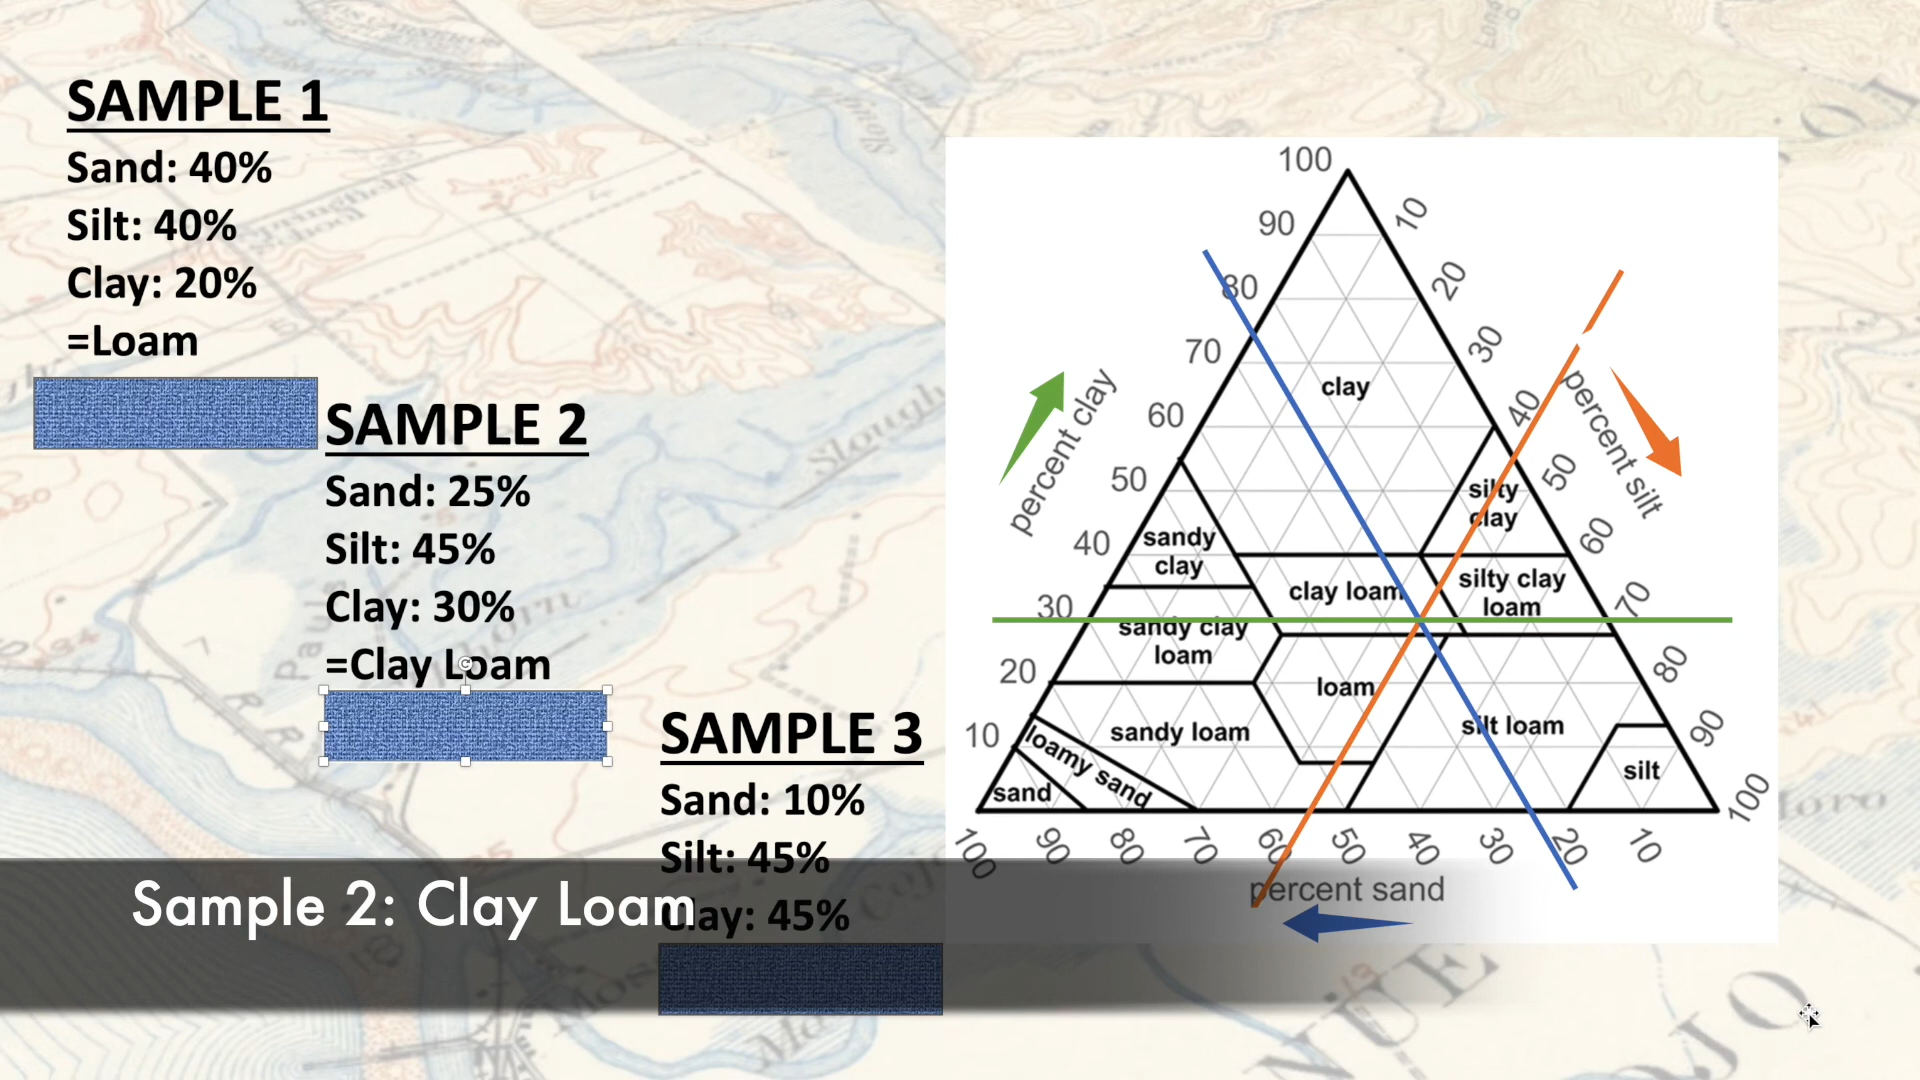 SAMPLE 1
Sand: 40%
Silt: 40%
Clay: 20%
=Loam
SAMPLE 2
Sand: 25%
Silt: 45%
Clay: 30%
=Clay Loam
SAMPLE 3
Sand: 10%
Silt: 45%
Clay: 45%
Sample 2: Clay Loam
100
90
80
70
60
50
40
30
20
10
percent clay
10
20
30
40
50
60
70
80
90
100
percent silt
clay
silty
clay
sandy
clay
clay loam
silty clay
loam
sandy clay
loam
loam
sandy loam
silt loam
loamy sand
sand
silt
100
90
80
70
60
50
40
30
20
10
percent sand
Slough